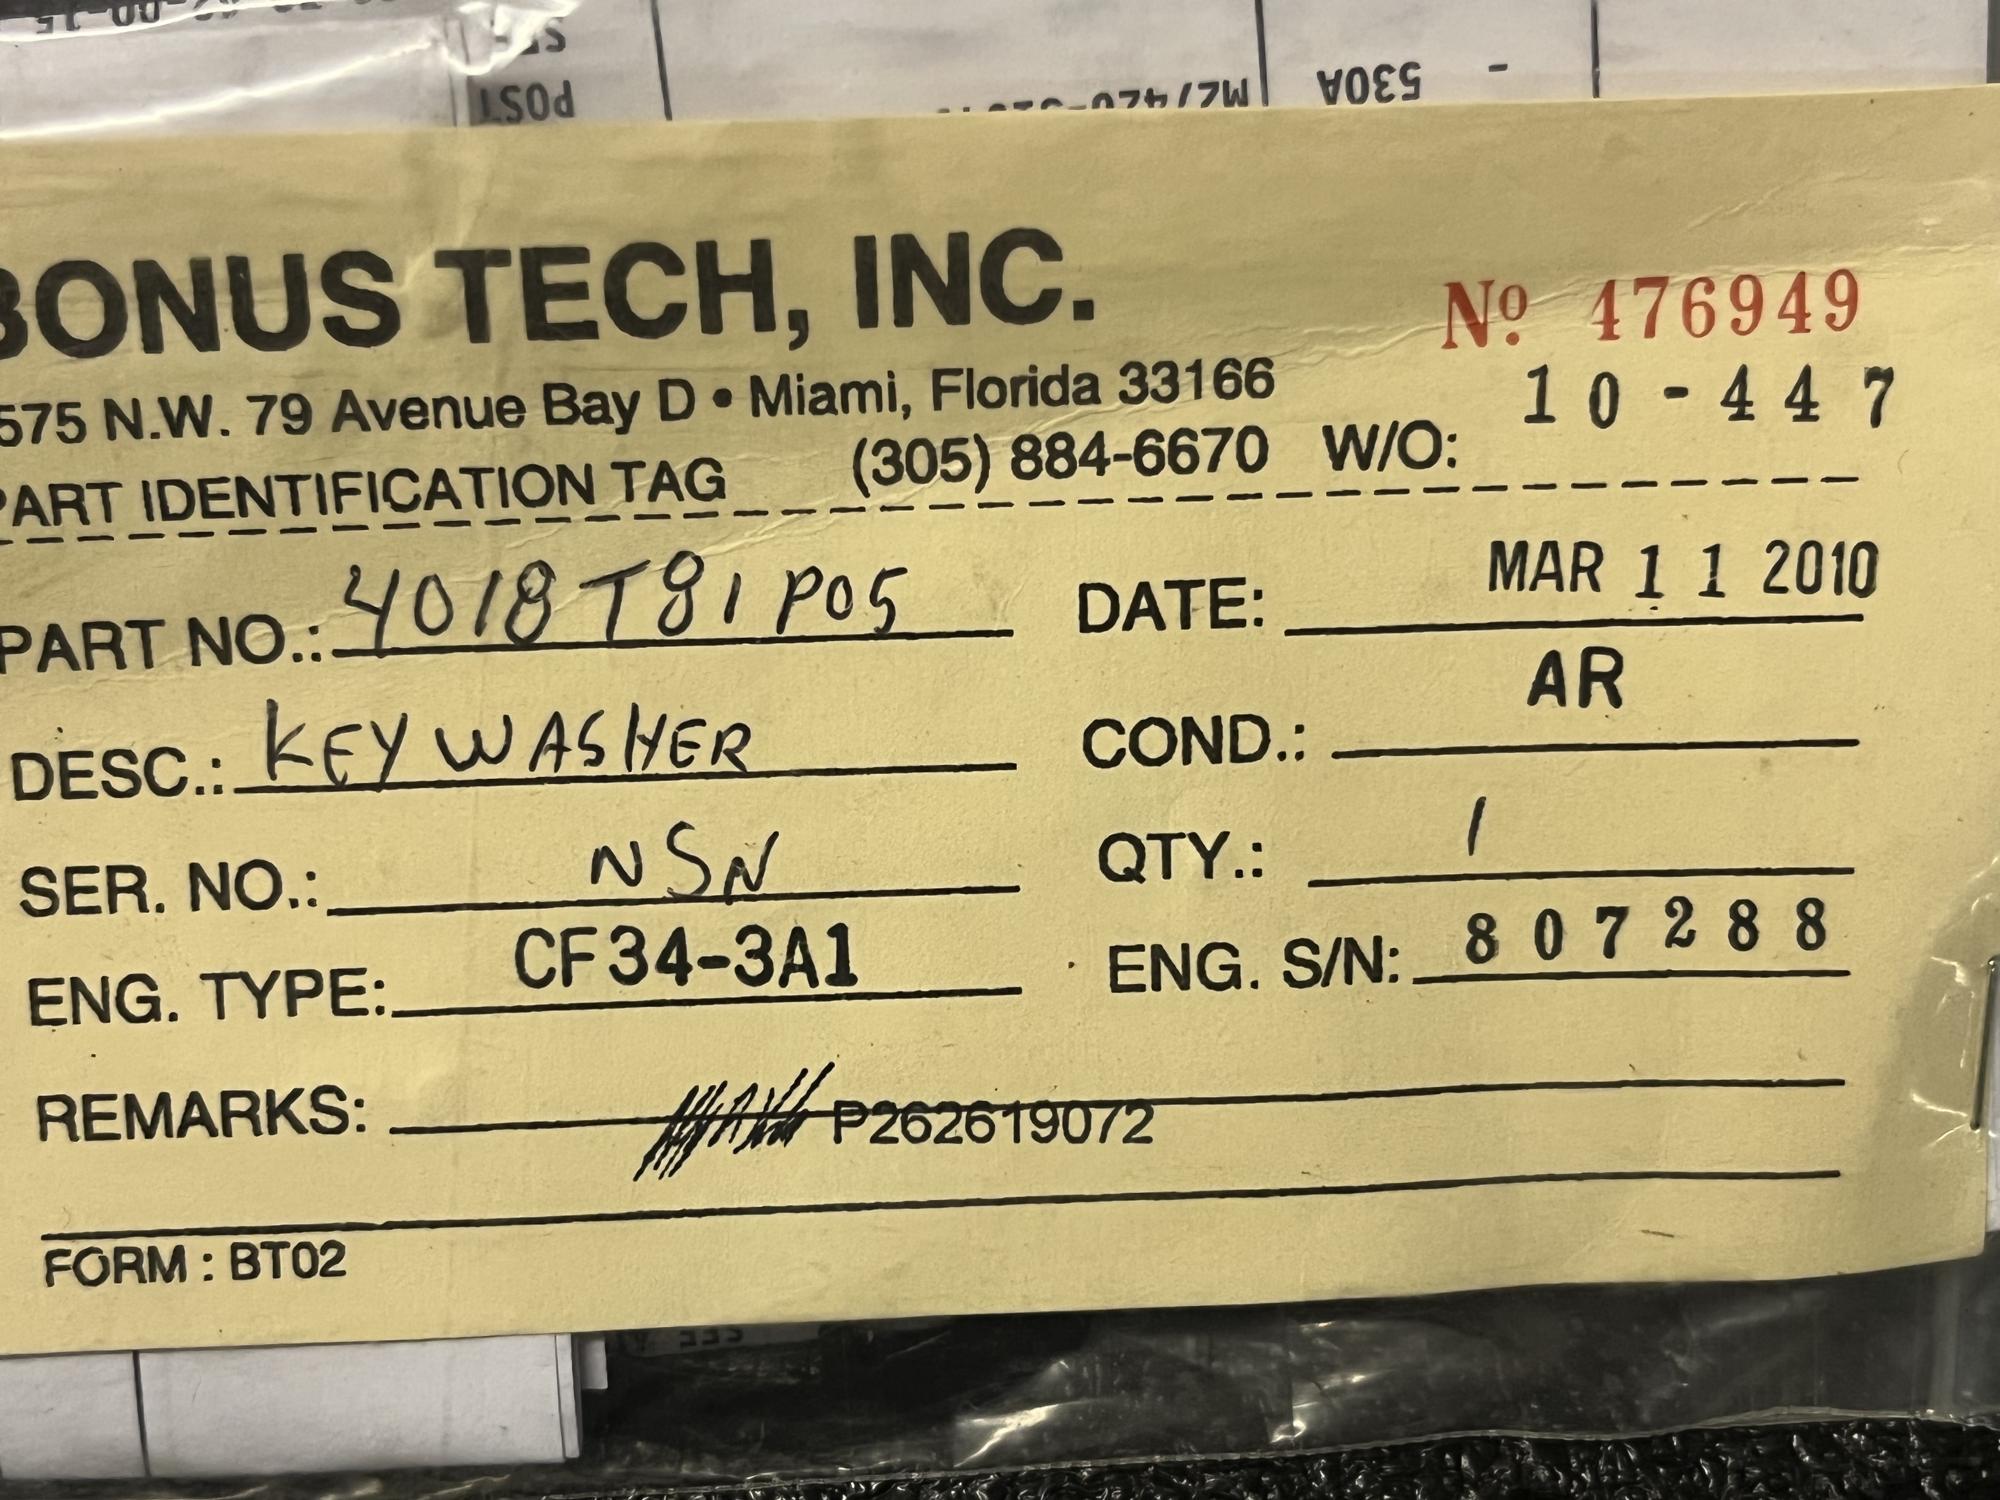 POST
530A -
BONUS TECH, INC.
Nº 476949
575 N.W. 79 Avenue Bay D • Miami, Florida 33166
10-447
PART IDENTIFICATION TAG (305) 884-6670 W/O:
PART NO.: 4018T81P05 DATE: MAR 11 2010
DESC.: KEY WASHER COND.: AR
SER. NO.: NSN QTY.: 1
ENG. TYPE: CF34-3A1 ENG. S/N: 807288
REMARKS: P262619072
FORM : BT02